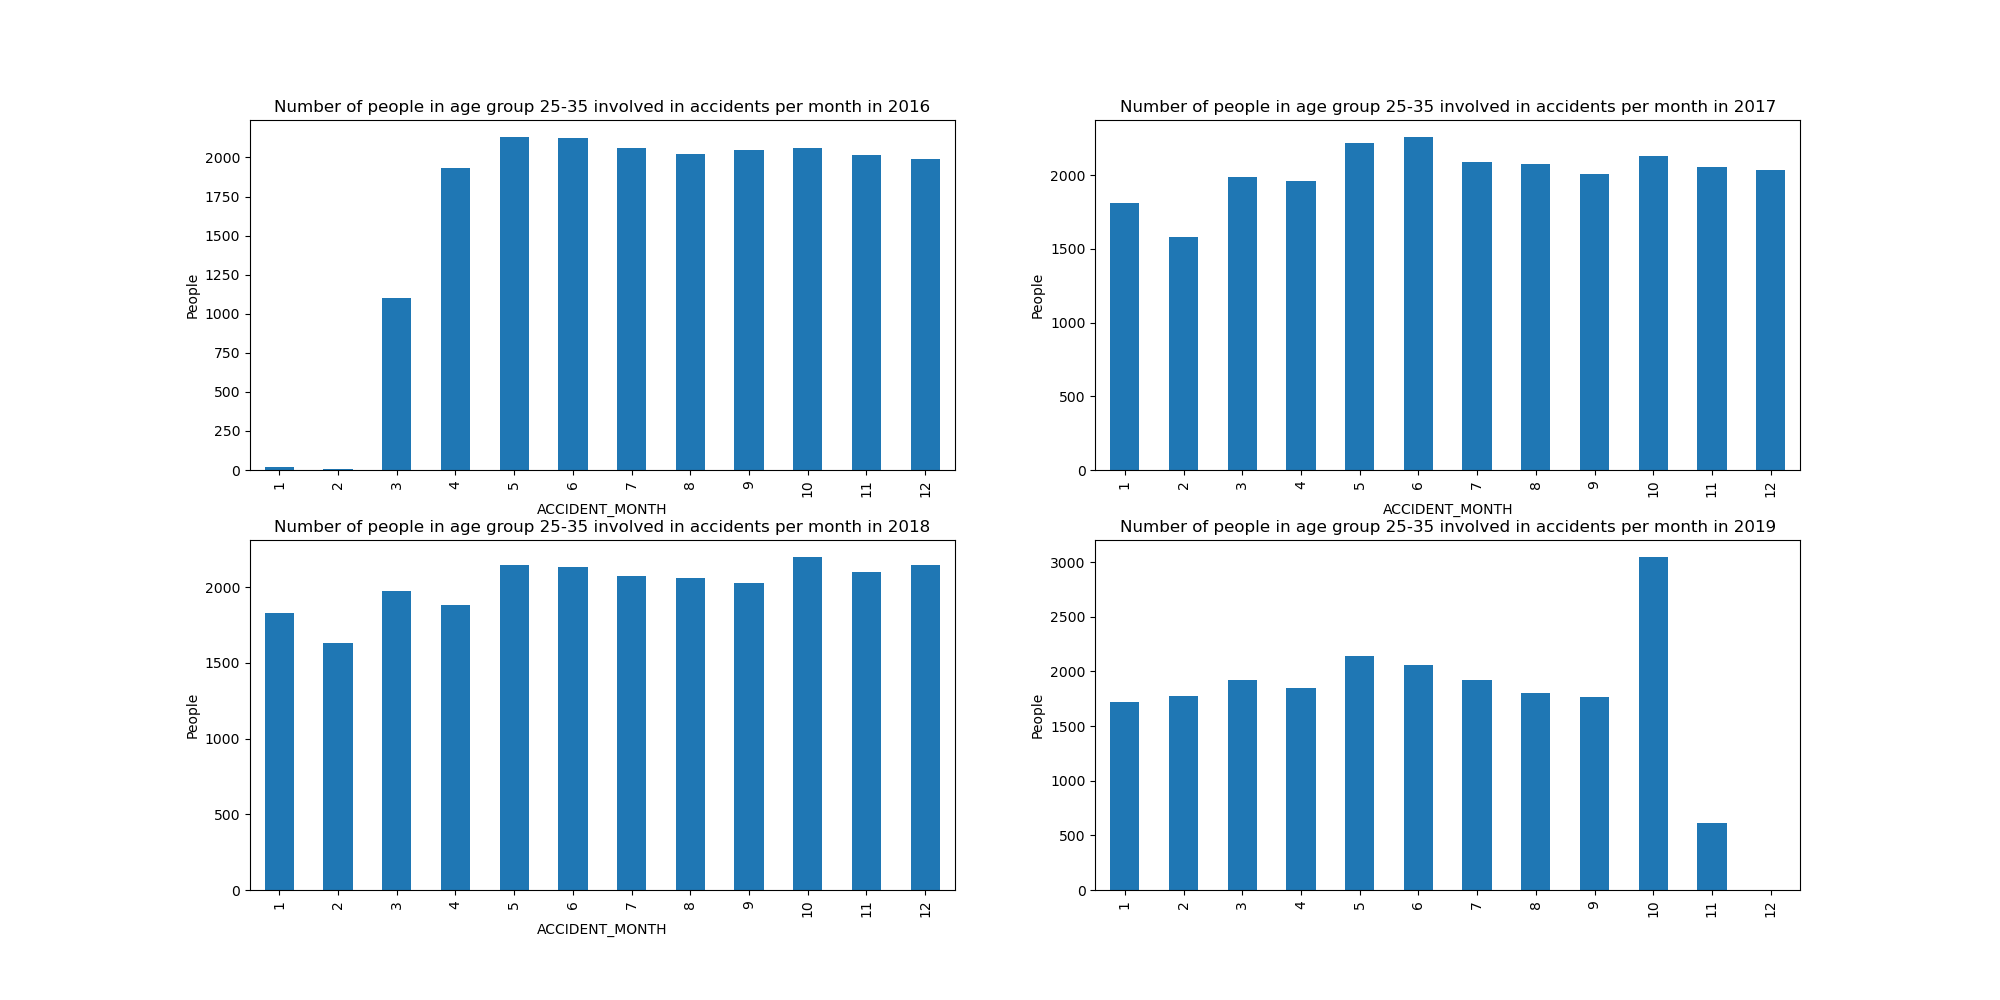 Number of people in age group 25-35 involved in accidents per month in 2016
2000
1750
1500
1250
1000
750
500
250
0
People
1 2 3 4 5 6 7 8 9 10 11 12
ACCIDENT_MONTH
Number of people in age group 25-35 involved in accidents per month in 2017
2000
1500
1000
500
0
People
1 2 3 4 5 6 7 8 9 10 11 12
ACCIDENT_MONTH
Number of people in age group 25-35 involved in accidents per month in 2018
2000
1500
1000
500
0
People
1 2 3 4 5 6 7 8 9 10 11 12
ACCIDENT_MONTH
Number of people in age group 25-35 involved in accidents per month in 2019
3000
2500
2000
1500
1000
500
0
People
1 2 3 4 5 6 7 8 9 10 11 12